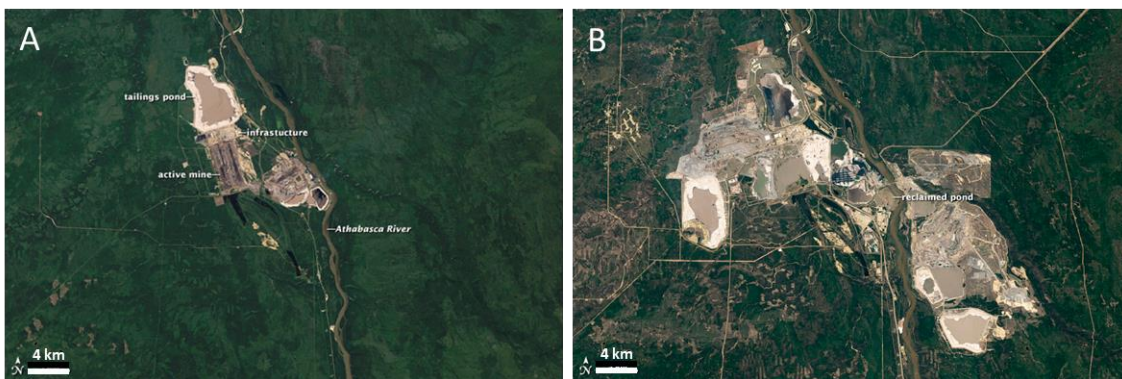 A
tailings pond
infrastucture
active mine
Athabasca River
N
4 km
B
reclaimed pond
N
4 km